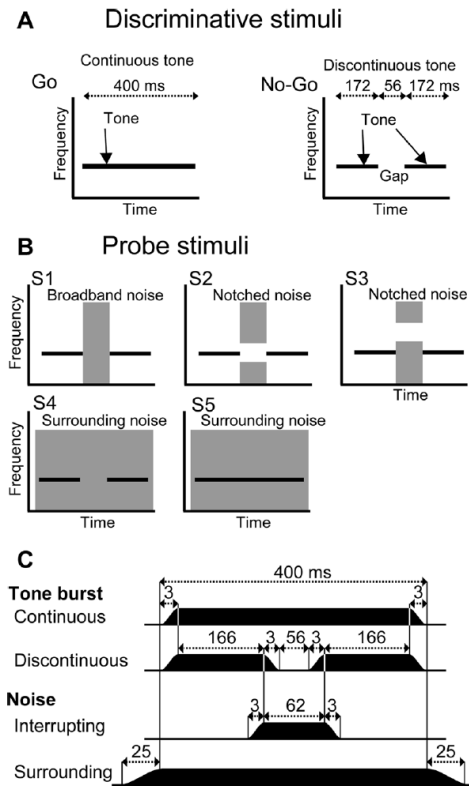 A Discriminative stimuli
Go
Continuous tone
400 ms
Tone
Frequency
Time
No-Go
Discontinuous tone
172 56 172 ms
Tone
Gap
Frequency
Time
B Probe stimuli
S1
Broadband noise
S2
Notched noise
S3
Notched noise
Frequency
Time
S4
Surrounding noise
S5
Surrounding noise
Frequency
Time
Time
C
400 ms
Tone burst
3 3
Continuous
166 3 56 3 166
Discontinuous
Noise
3 62 3
Interrupting
25 25
Surrounding